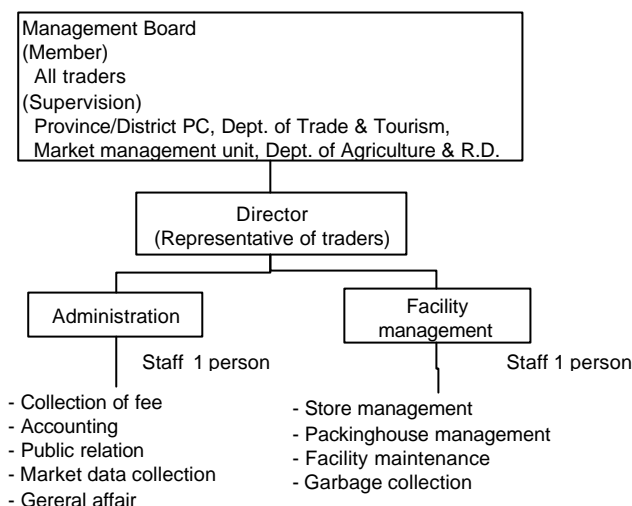 Management Board
(Member)
All traders
(Supervision)
Province/District PC, Dept. of Trade & Tourism,
Market management unit, Dept. of Agriculture & R.D.
Director
(Representative of traders)
Administration
Staff 1 person
- Collection of fee
- Accounting
- Public relation
- Market data collection
- Gereral affair
Facility
management
Staff 1 person
- Store management
- Packinghouse management
- Facility maintenance
- Garbage collection